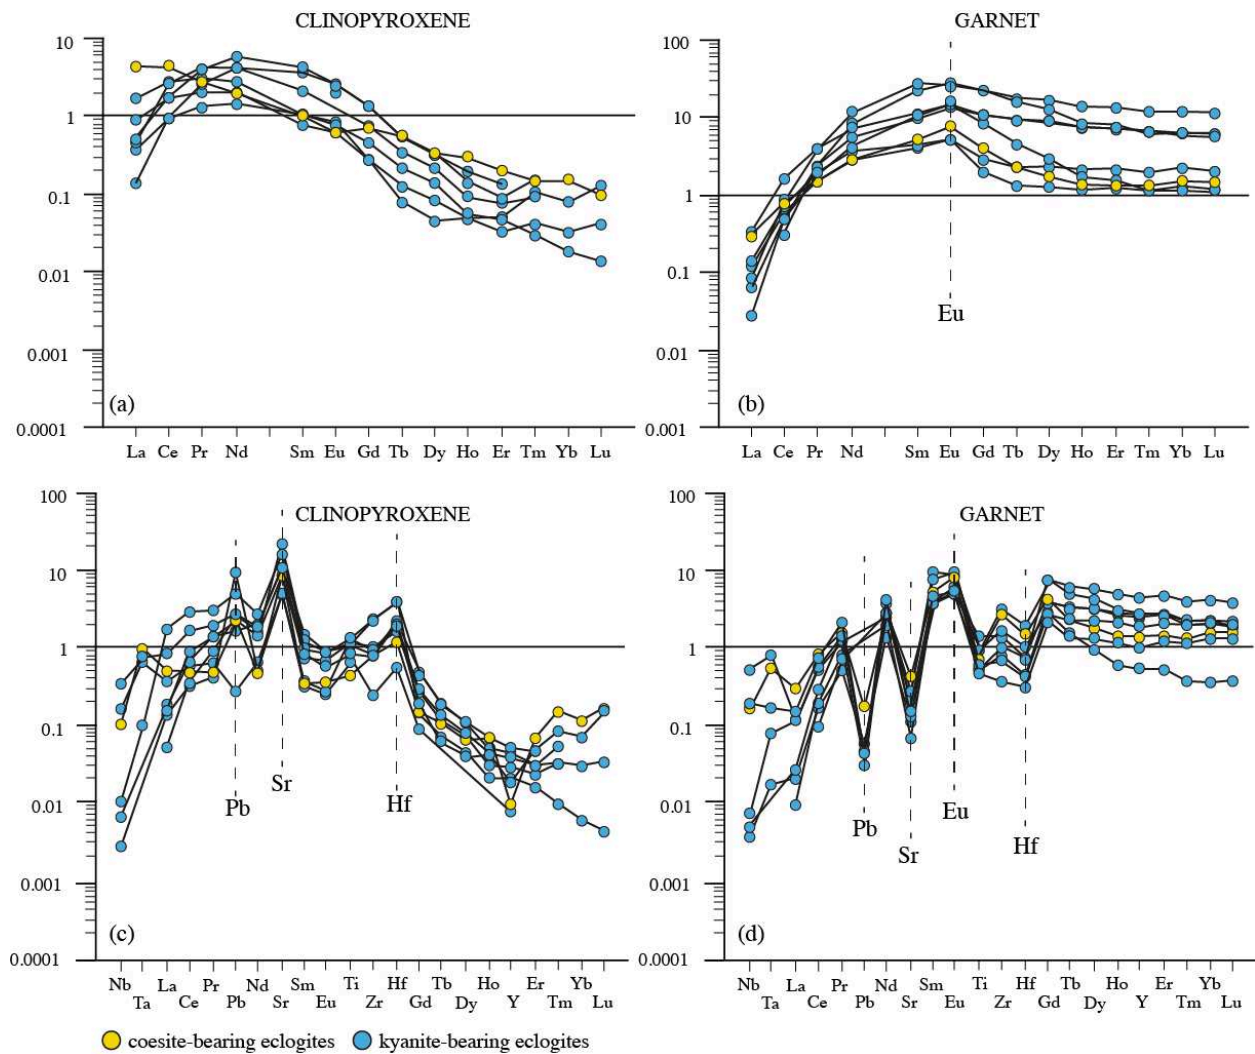 CLINOPYROXENE
10
1
0.1
0.01
0.001
0.0001
(a)
La Ce Pr Nd Sm Eu Gd Tb Dy Ho Er Tm Yb Lu
GARNET
100
10
1
0.1
0.01
0.001
Eu
(b)
La Ce Pr Nd Sm Eu Gd Tb Dy Ho Er Tm Yb Lu
CLINOPYROXENE
100
10
1
0.1
0.01
0.001
0.0001
Pb
Sr
Hf
(c)
Nb Ta La Ce Pr Pb Nd Sr Sm Eu Ti Zr Hf Gd Tb Dy Ho Y Er Tm Yb Lu
GARNET
100
10
1
0.1
0.01
0.001
0.0001
Pb
Sr
Eu
Hf
(d)
Nb Ta La Ce Pr Pb Nd Sr Sm Eu Ti Zr Hf Gd Tb Dy Ho Y Er Tm Yb Lu
coesite-bearing eclogites kyanite-bearing eclogites